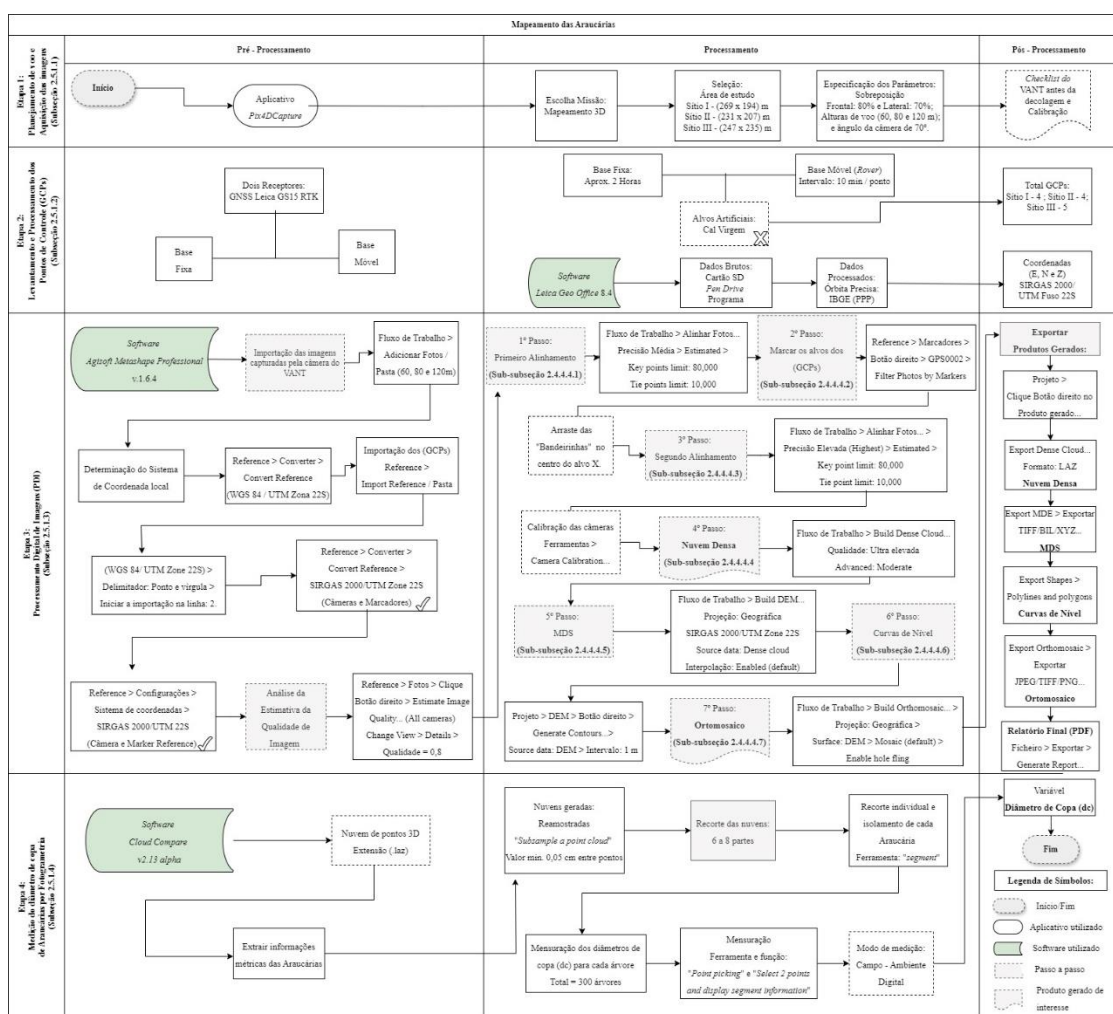 Mapeamento das Araucárias
Pré - Processamento
Processamento
Pós - Processamento
Etapa 1:
Planejamento de voo e
Aquisição das imagens
(Subseção 2.5.1.1)
Início
Aplicativo
Pix4DCapture
Escolha Missão:
Mapeamento 3D
Seleção:
Área de estudo
Sítio I - (269 x 194) m
Sítio II - (231 x 207) m
Sítio III - (247 x 235) m
Especificação dos Parâmetros:
Sobreposição
Frontal: 80% e Lateral: 70%;
Alturas de voo (60, 80 e 120 m);
e ângulo da câmera de 70º.
Checklist do
VANT antes da
decolagem e
Calibração
Etapa 2:
Levantamento e Processamento dos
Pontos de Controle (GCPs)
(Subseção 2.5.1.2)
Dois Receptores:
GNSS Leica GS15 RTK
Base
Fixa
Base
Móvel
Base Fixa:
Aprox. 2 Horas
Base Móvel (Rover)
Intervalo: 10 min / ponto
Alvos Artificiais:
Cal Virgem
Total GCPs:
Sítio I - 4 ; Sítio II - 4;
Sítio III - 5
Software
Leica Geo Office 8.4
Dados Brutos:
Cartão SD
Pen Drive
Programa
Dados
Processados:
Órbita Precisa:
IBGE (PPP)
Coordenadas
(E, N e Z)
SIRGAS 2000/
UTM Fuso 22S
Etapa 3:
Processamento Digital de Imagens (PDI)
(Subseção 2.5.1.3)
Software
Agisoft Metashape Professional
v.1.6.4
Importação das imagens
capturadas pela câmera do
VANT
Fluxo de Trabalho >
Adicionar Fotos /
Pasta (60, 80 e 120m)
Determinação do Sistema
de Coordenada local
Reference > Converter >
Convert Reference
(WGS 84 / UTM Zona 22S)
Importação dos (GCPs)
Reference >
Import Reference / Pasta
(WGS 84/ UTM Zone 22S) >
Delimitador: Ponto e vírgula >
Iniciar a importação na linha: 2.
Reference > Converter >
Convert Reference >
SIRGAS 2000/UTM Zone 22S
(Câmeras e Marcadores)
Reference > Configurações >
Sistema de coordenadas >
SIRGAS 2000/UTM 22S
(Câmera e Marker Reference)
Análise da
Estimativa da
Qualidade de
Imagem
Reference > Fotos > Clique
Botão direito > Estimate Image
Quality... (All cameras)
Change View > Details >
Qualidade = 0,8
1º Passo:
Primeiro Alinhamento
(Sub-subseção 2.4.4.4.1)
Fluxo de Trabalho > Alinhar Fotos...
Precisão Média > Estimated >
Key points limit: 80,000
Tie points limit: 10,000
2º Passo:
Marcar os alvos dos
(GCPs)
(Sub-subseção 2.4.4.4.2)
Reference > Marcadores >
Botão direito > GPS0002 >
Filter Photos by Markers
Arraste das
"Bandeirinhas" no
centro do alvo X.
3º Passo:
Segundo Alinhamento
(Sub-subseção 2.4.4.4.3)
Fluxo de Trabalho > Alinhar Fotos... >
Precisão Elevada (Highest) > Estimated >
Key point limit: 80,000
Tie point limit: 10,000
Calibração das câmeras
Ferramentas >
Camera Calibration...
4º Passo:
Nuvem Densa
(Sub-subseção 2.4.4.4.4
Fluxo de Trabalho > Build Dense Cloud...
Qualidade: Ultra elevada
Advanced: Moderate
5º Passo:
MDS
(Sub-subseção 2.4.4.4.5)
Fluxo de Trabalho > Build DEM...
Projeção: Geográfica
SIRGAS 2000/UTM Zone 22S
Source data: Dense cloud
Interpolação: Enabled (default)
6º Passo:
Curvas de Nível
(Sub-subseção 2.4.4.4.6)
Projeto > DEM > Botão direito >
Generate Contours... >
Source data: DEM > Intervalo: 1 m
7º Passo:
Ortomosaico
(Sub-subseção 2.4.4.4.7)
Fluxo de Trabalho > Build Orthomosaic... >
Projeção: Geográfica >
Surface: DEM > Mosaic (default) >
Enable hole fling
Exportar
Produtos Gerados:
Projeto >
Clique Botão direito no
Produto gerado...
Export Dense Cloud...
Formato: LAZ
Nuvem Densa
Export MDE > Exportar
TIFF/BIL/XYZ...
MDS
Export Shapes >
Polylines and polygons
Curvas de Nível
Export Orthomosaic >
Exportar
JPEG/TIFF/PNG...
Ortomosaico
Relatório Final (PDF)
Ficheiro > Exportar >
Generate Report...
Etapa 4:
Medição do diâmetro de copa
de Araucárias por Fotogrametria
(Subseção 2.5.1.4)
Software
Cloud Compare
v2.13 alpha
Nuvem de pontos 3D
Extensão (.laz)
Extrair informações
métricas das Araucárias
Nuvens geradas:
Reamostradas
"Subsample a point cloud"
Valor min. 0,05 cm entre pontos
Recorte das nuvens:
6 a 8 partes
Recorte individual e
isolamento de cada
Araucária
Ferramenta: "segment"
Mensuração dos diâmetros de
copa (dc) para cada árvore
Total = 300 árvores
Mensuração
Ferramenta e função:
"Point picking" e "Select 2 points
and display segment information"
Modo de medição:
Campo - Ambiente
Digital
Variável
Diâmetro de Copa (dc)
Fim
Legenda de Símbolos:
Início/Fim
Aplicativo utilizado
Software utilizado
Passo a passo
Produto gerado de
interesse